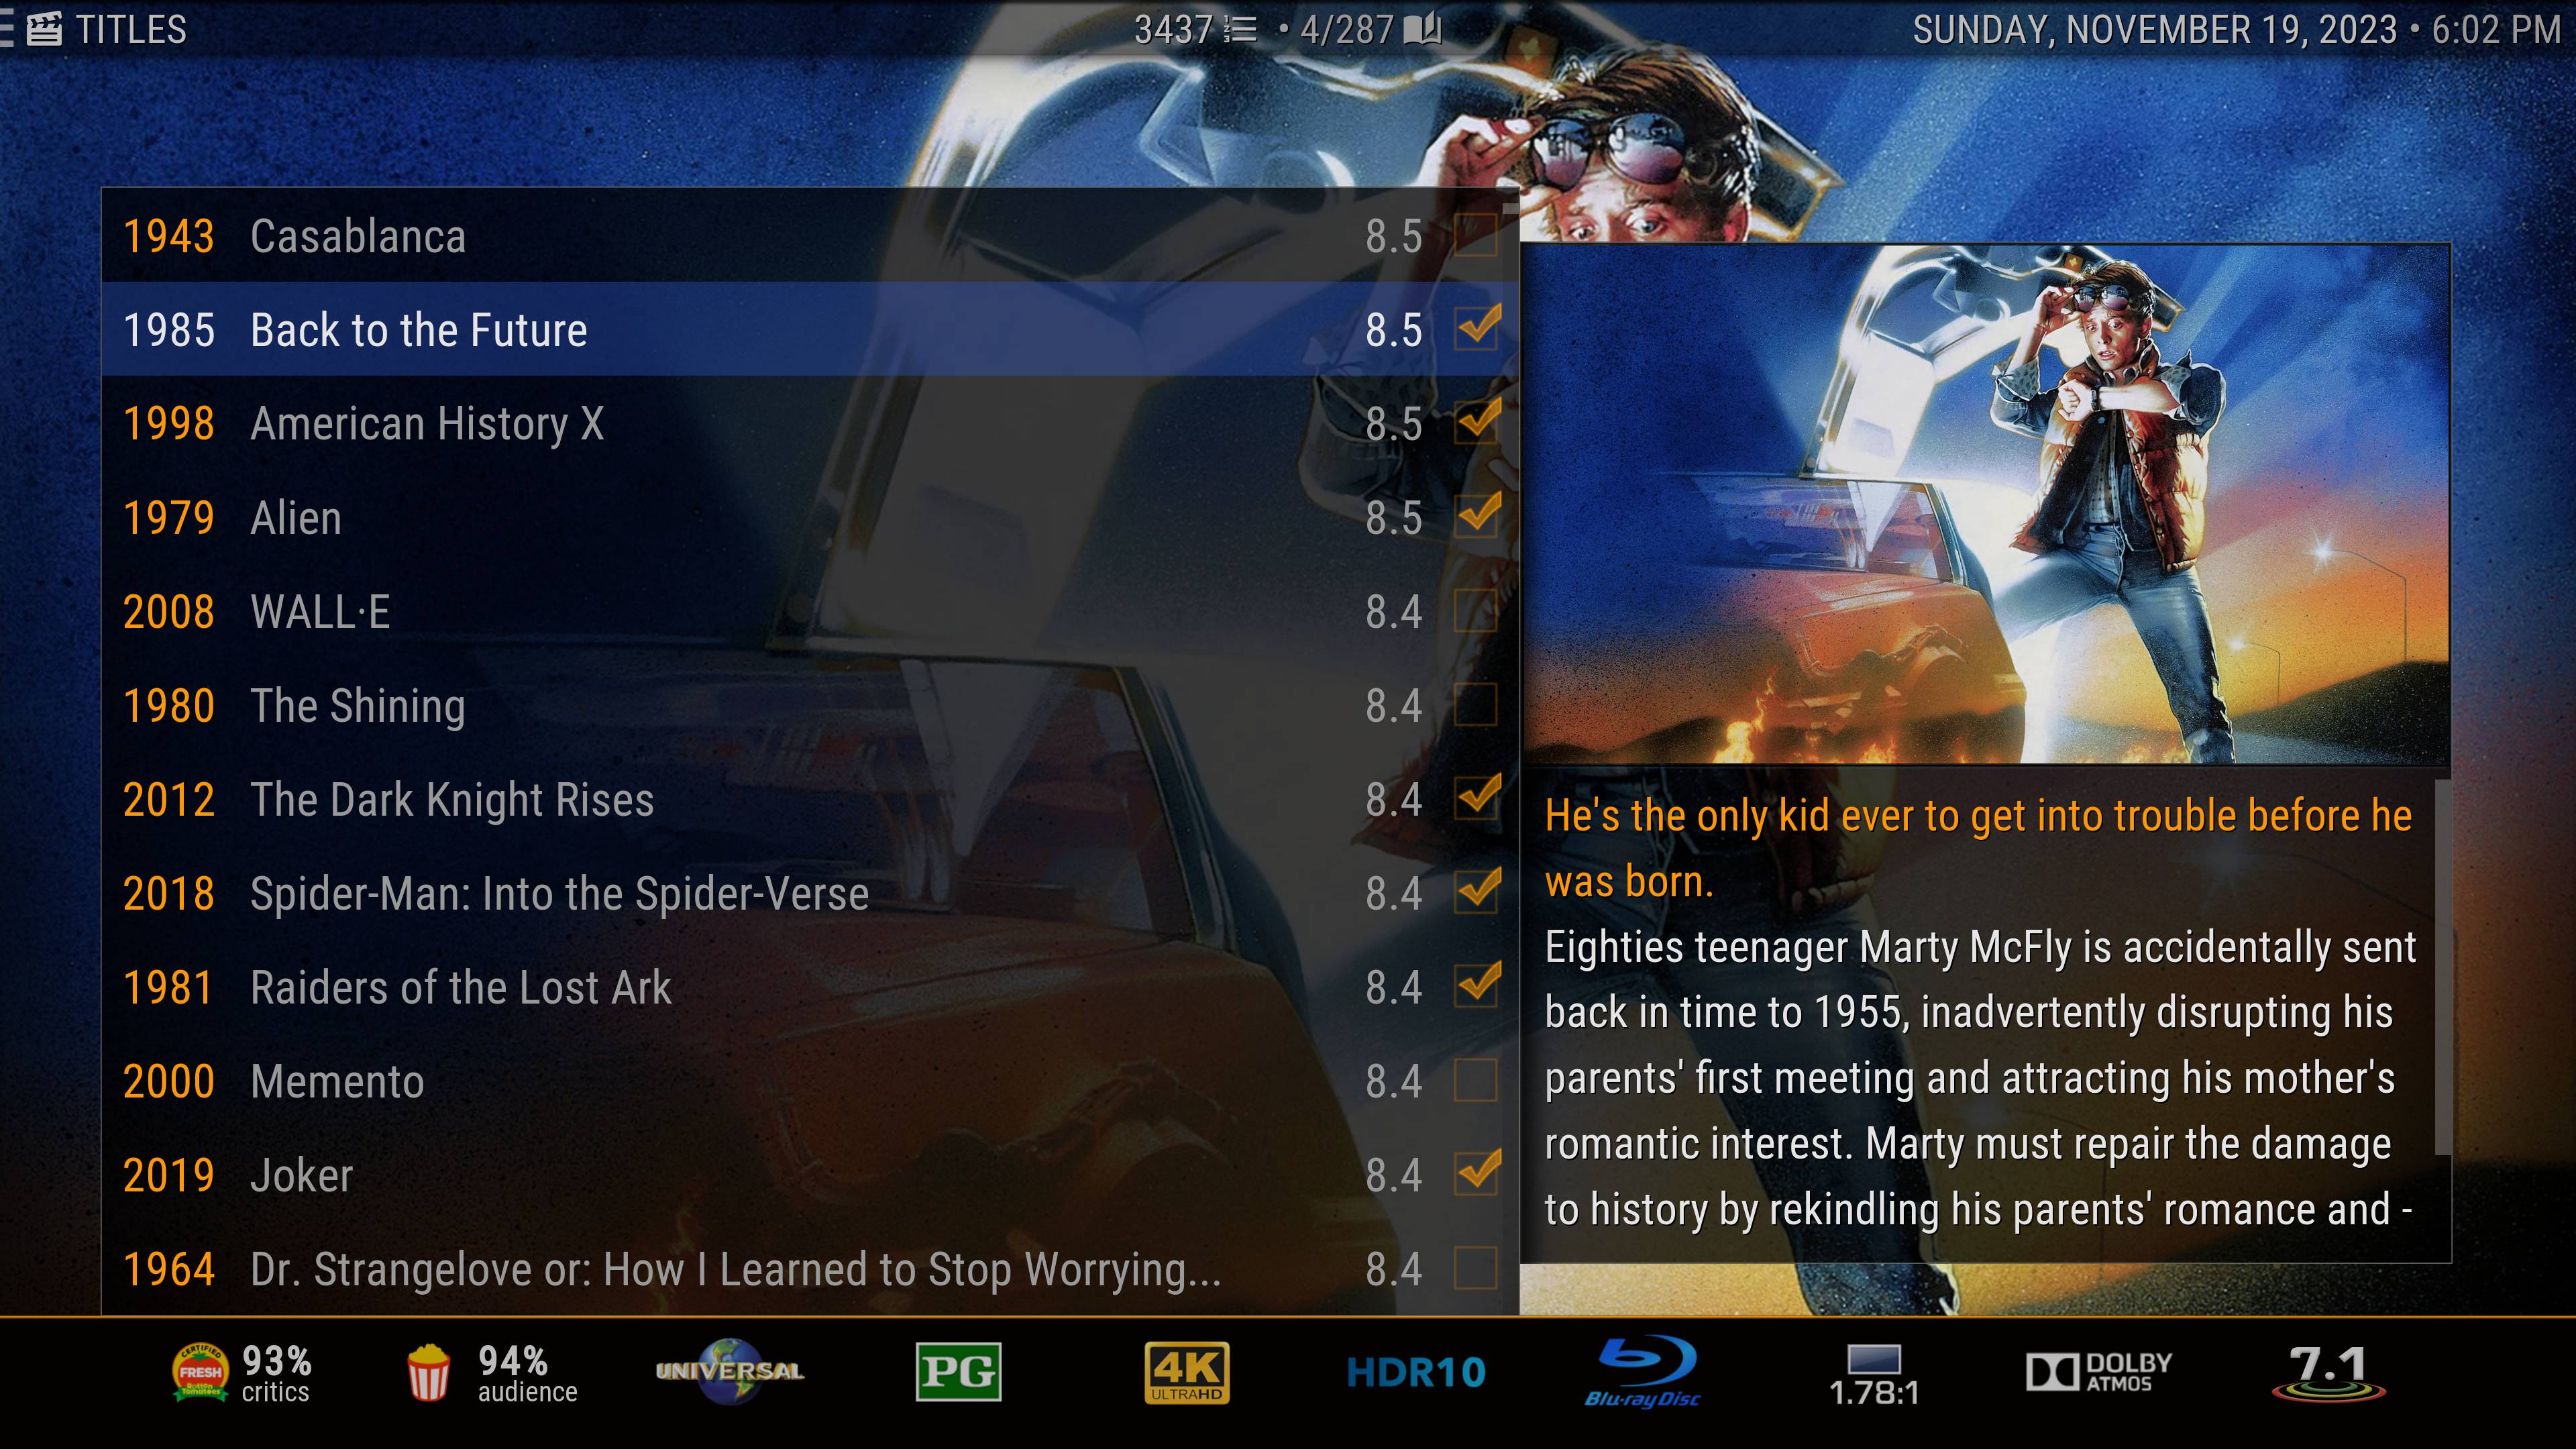 TITLES
3437 • 4/287
SUNDAY, NOVEMBER 19, 2023 • 6:02 PM
1943 Casablanca 8.5
1985 Back to the Future 8.5
1998 American History X 8.5
1979 Alien 8.5
2008 WALL·E 8.4
1980 The Shining 8.4
2012 The Dark Knight Rises 8.4
2018 Spider-Man: Into the Spider-Verse 8.4
1981 Raiders of the Lost Ark 8.4
2000 Memento 8.4
2019 Joker 8.4
1964 Dr. Strangelove or: How I Learned to Stop Worrying... 8.4
He's the only kid ever to get into trouble before he
was born.
Eighties teenager Marty McFly is accidentally sent
back in time to 1955, inadvertently disrupting his
parents' first meeting and attracting his mother's
romantic interest. Marty must repair the damage
to history by rekindling his parents' romance and -
CERTIFIED
FRESH
Rotten
Tomatoes
93%
critics
94%
audience
UNIVERSAL
PG
4K
ULTRAHD
HDR10
Blu-ray Disc
1.78:1
DOLBY
ATMOS
7.1